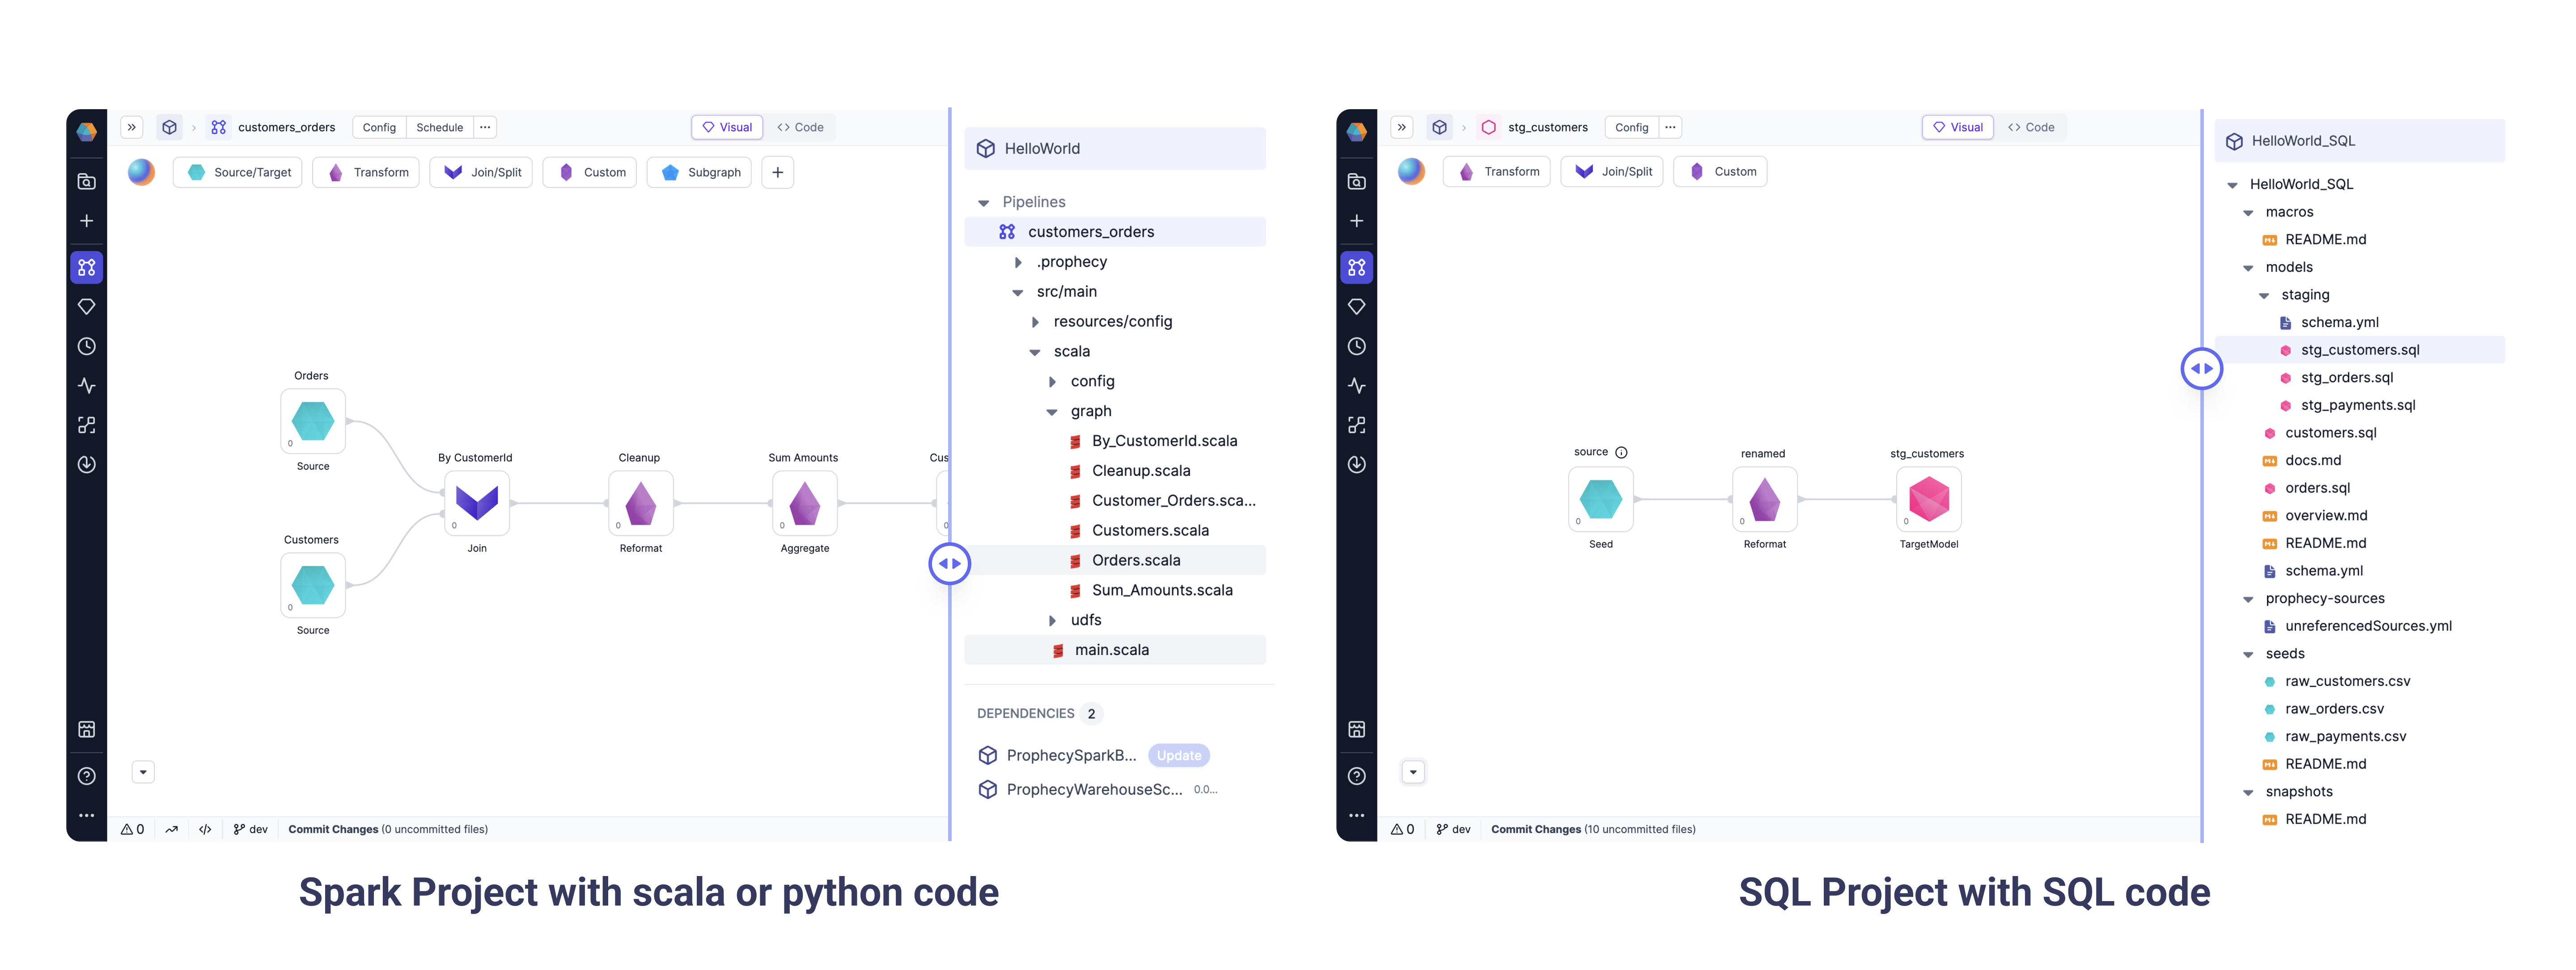 customers_orders
Config
Schedule
Visual
Code
Source/Target
Transform
Join/Split
Custom
Subgraph
Orders
0
Source
Customers
0
Source
By CustomerId
0
Join
Cleanup
0
Reformat
Sum Amounts
0
Aggregate
Cus
0
0
dev
Commit Changes (0 uncommitted files)
HelloWorld
Pipelines
customers_orders
.prophecy
src/main
resources/config
scala
config
graph
By_CustomerId.scala
Cleanup.scala
Customer_Orders.sca...
Customers.scala
Orders.scala
Sum_Amounts.scala
udfs
main.scala
DEPENDENCIES 2
ProphecySparkB... Update
ProphecyWarehouseSc... 0.0...
Spark Project with scala or python code
stg_customers
Config
Visual
Code
Transform
Join/Split
Custom
source
0
Seed
renamed
0
Reformat
stg_customers
0
TargetModel
0
dev
Commit Changes (10 uncommitted files)
HelloWorld_SQL
HelloWorld_SQL
macros
README.md
models
staging
schema.yml
stg_customers.sql
stg_orders.sql
stg_payments.sql
customers.sql
docs.md
orders.sql
overview.md
README.md
schema.yml
prophecy-sources
unreferencedSources.yml
seeds
raw_customers.csv
raw_orders.csv
raw_payments.csv
README.md
snapshots
README.md
SQL Project with SQL code